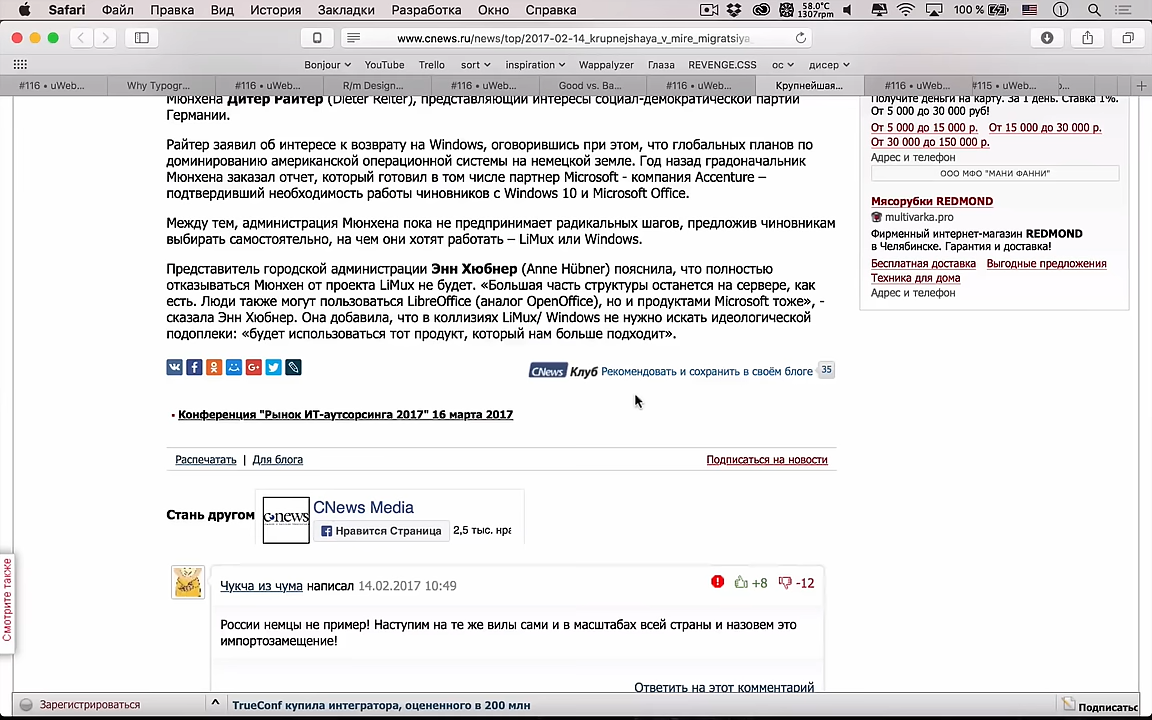 Safari Файл Правка Вид История Закладки Разработка Окно Справка 58.0°C 1307rpm 100 %
www.cnews.ru/news/top/2017-02-14_krupnejshaya_v_mire_migratsiya_
Bonjour YouTube Trello sort inspiration Wappalyzer Глаза REVENGE.CSS ос дисер
#116 • uWeb... Why Typogr... #116 • uWeb... R/m Design... #116 • uWeb... Good vs. Ba... #116 • uWeb... Крупнейшая... #116 • uWeb... #115 • uWeb...
Мюнхена Дитер Райтер (Dieter Reiter), представляющий интересы социал-демократической партии
Германии.
Райтер заявил об интересе к возврату на Windows, оговорившись при этом, что глобальных планов по
доминированию американской операционной системы на немецкой земле. Год назад градоначальник
Мюнхена заказал отчет, который готовил в том числе партнер Microsoft - компания Accenture –
подтвердивший необходимость работы чиновников с Windows 10 и Microsoft Office.
Между тем, администрация Мюнхена пока не предпринимает радикальных шагов, предложив чиновникам
выбирать самостоятельно, на чем они хотят работать – LiMux или Windows.
Представитель городской администрации Энн Хюбнер (Anne Hübner) пояснила, что полностью
отказываться Мюнхен от проекта LiMux не будет. «Большая часть структуры останется на сервере, как
есть. Люди также могут пользоваться LibreOffice (аналог OpenOffice), но и продуктами Microsoft тоже», -
сказала Энн Хюбнер. Она добавила, что в коллизиях LiMux/ Windows не нужно искать идеологической
подоплеки: «будет использоваться тот продукт, который нам больше подходит».
CNews Клуб Рекомендовать и сохранить в своём блоге 35
Конференция "Рынок ИТ-аутсорсинга 2017" 16 марта 2017
Распечатать | Для блога Подписаться на новости
Стань другом
cnews
CNews Media
Нравится Страница 2,5 тыс. нра
Чукча из чума написал 14.02.2017 10:49 +8 -12
России немцы не пример! Наступим на те же вилы сами и в масштабах всей страны и назовем это
импортозамещение!
Ответить на этот комментарий
Получите деньги на карту. За 1 день. Ставка 1%.
От 5 000 до 30 000 руб!
От 5 000 до 15 000 р. От 15 000 до 30 000 р.
От 30 000 до 150 000 р.
Адрес и телефон
ООО МФО "МАНИ ФАННИ"
Мясорубки REDMOND
multivarka.pro
Фирменный интернет-магазин REDMOND
в Челябинске. Гарантия и доставка!
Бесплатная доставка Выгодные предложения
Техника для дома
Адрес и телефон
Смотрите также
Зарегистрироваться TrueConf купила интегратора, оцененного в 200 млн Подписатьс